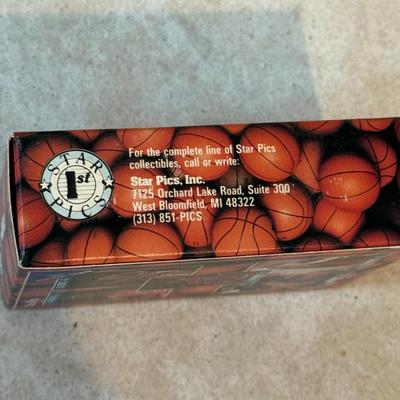 STAR
1st
PICS
For the complete line of Star Pics
collectibles, call or write:
Star Pics, Inc.
7125 Orchard Lake Road, Suite 300
West Bloomfield, MI 48322
(313) 851-PICS